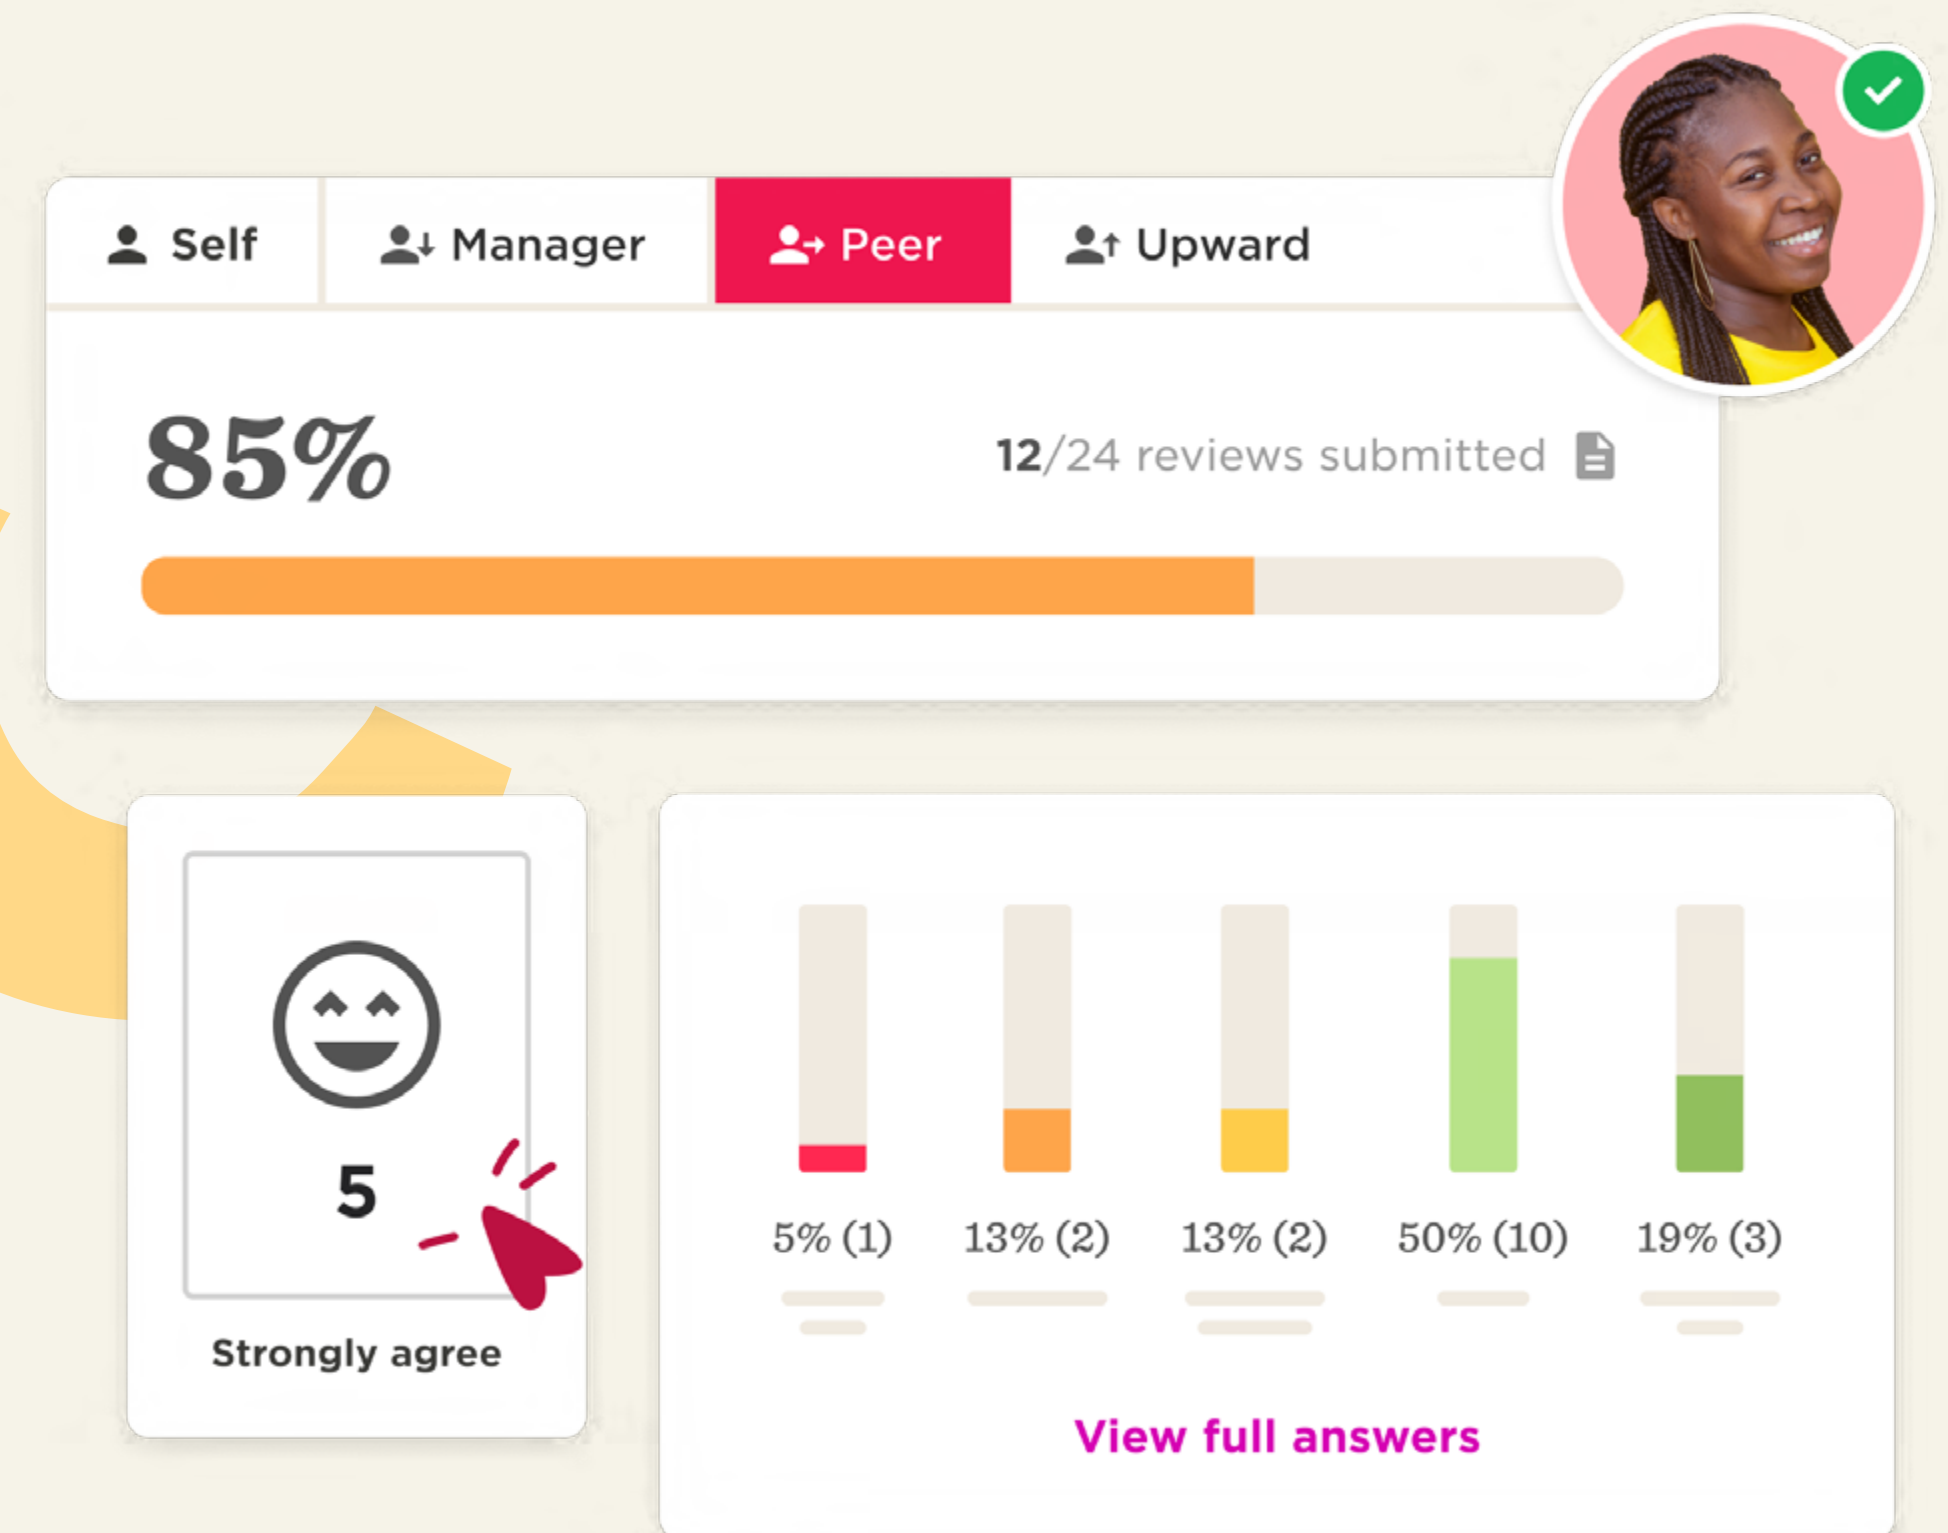 Self
Manager
Peer
Upward
85%
12/24 reviews submitted
5
Strongly agree
5% (1)
13% (2)
13% (2)
50% (10)
19% (3)
View full answers